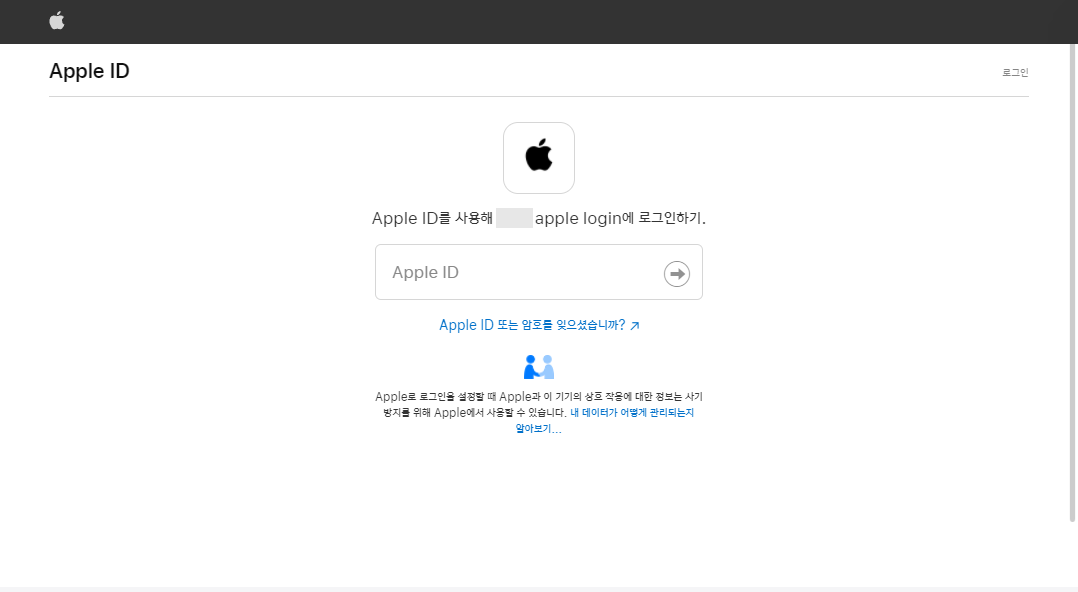 Apple ID
로그인
Apple ID를 사용해 apple login에 로그인하기.
Apple ID
Apple ID 또는 암호를 잊으셨습니까? ↗
Apple로 로그인을 설정할 때 Apple과 이 기기의 상호 작용에 대한 정보는 사기
방지를 위해 Apple에서 사용할 수 있습니다. 내 데이터가 어떻게 관리되는지
알아보기...